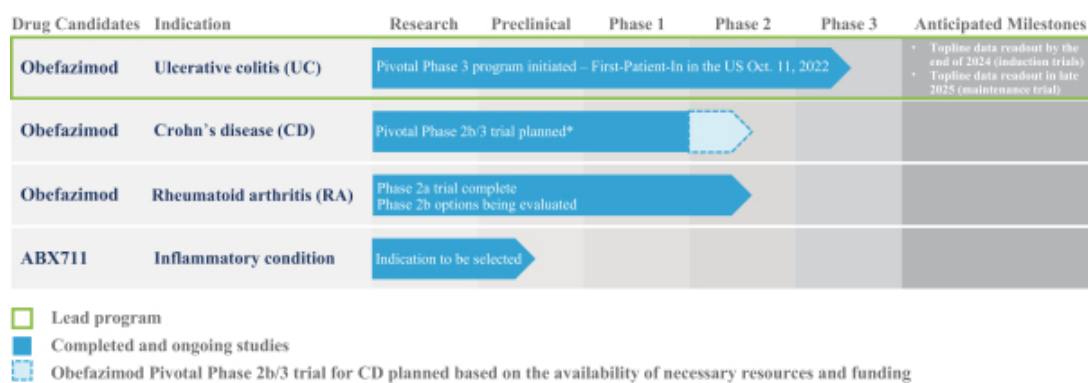 Drug Candidates Indication Research Preclinical Phase 1 Phase 2 Phase 3 Anticipated Milestones
Obefazimod Ulcerative colitis (UC) Pivotal Phase 3 program initiated – First-Patient-In in the US Oct. 11, 2022
• Topline data readout by the
end of 2024 (induction trials)
• Topline data readout in late
2025 (maintenance trial)
Obefazimod Crohn's disease (CD) Pivotal Phase 2b/3 trial planned*
Obefazimod Rheumatoid arthritis (RA)
Phase 2a trial complete
Phase 2b options being evaluated
ABX711 Inflammatory condition Indication to be selected
Lead program
Completed and ongoing studies
Obefazimod Pivotal Phase 2b/3 trial for CD planned based on the availability of necessary resources and funding